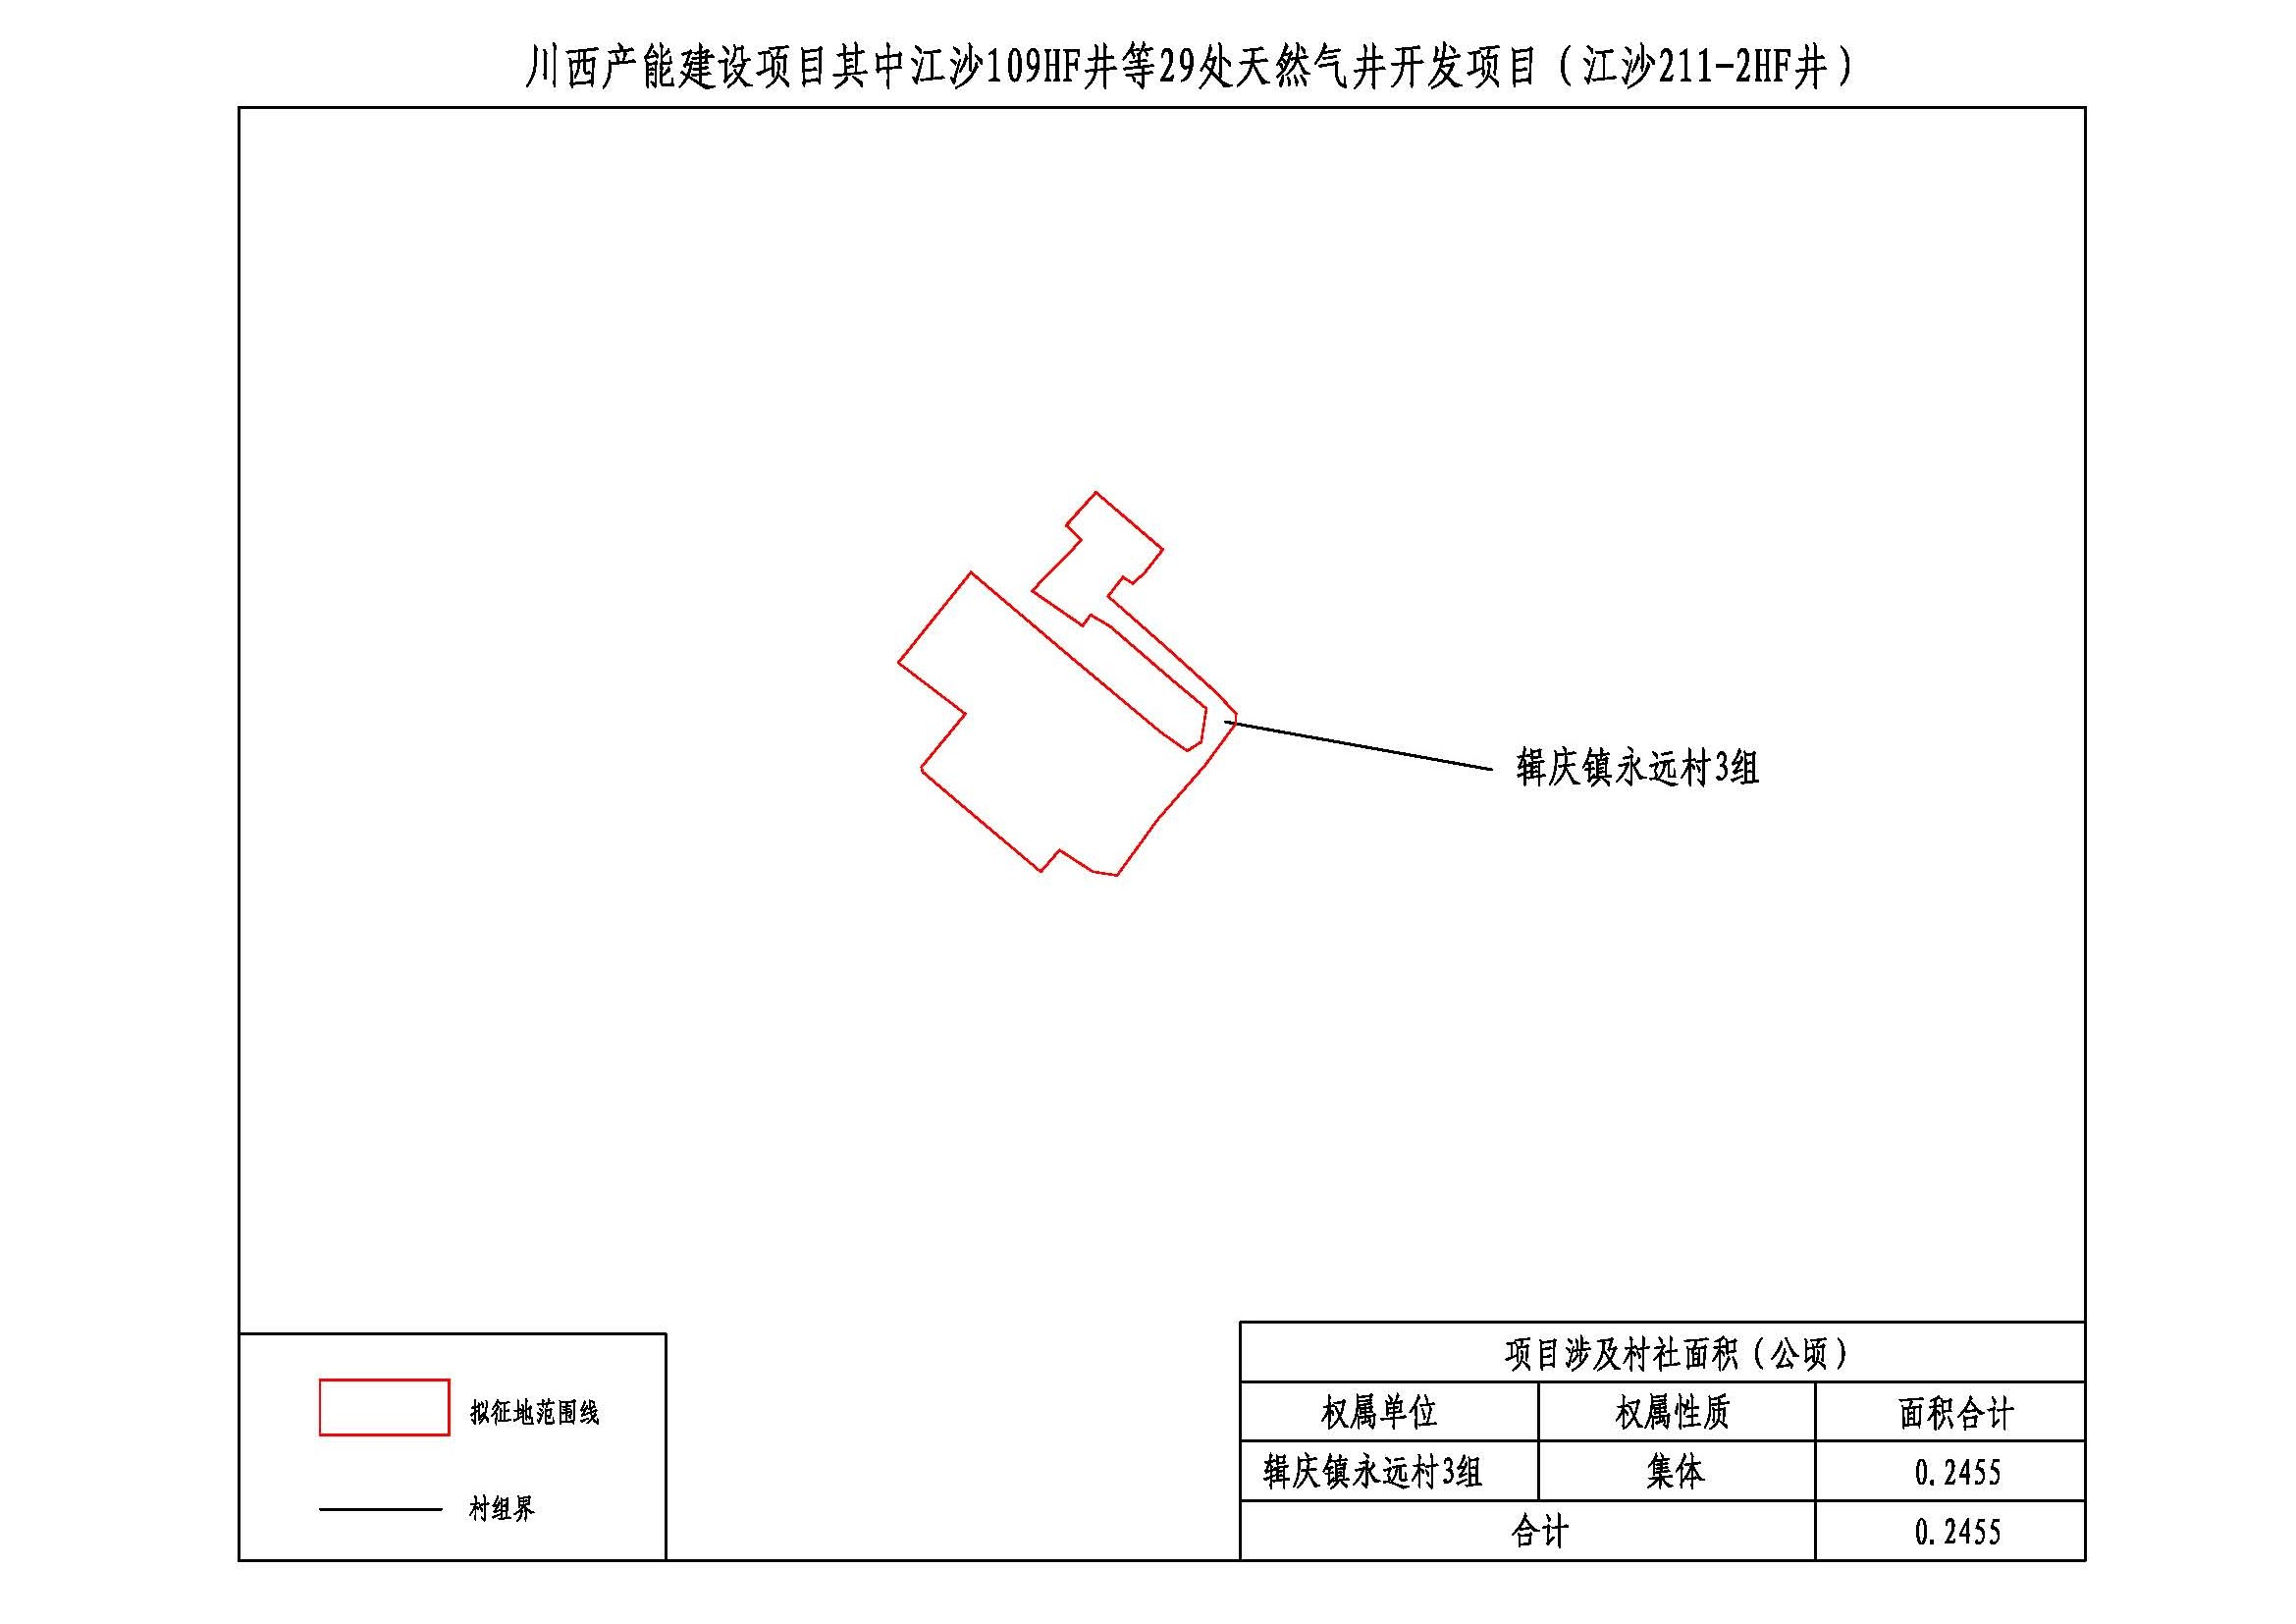 川西产能建设项目其中江沙109HF井等29处天然气井开发项目（江沙211-2HF井）
辑庆镇永远村3组
拟征地范围线
村组界
项目涉及村社面积（公顷）
权属单位 权属性质 面积合计
辑庆镇永远村3组 集体 0.2455
合计 0.2455